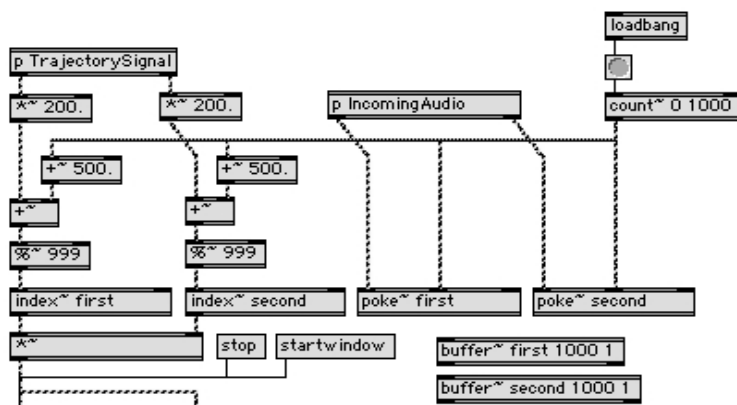 loadbang
p TrajectorySignal
*~ 200.
*~ 200.
p IncomingAudio
count~ 0 1000
+~ 500.
+~ 500.
+~
+~
%~ 999
%~ 999
index~ first
index~ second
poke~ first
poke~ second
*~
stop
startwindow
buffer~ first 1000 1
buffer~ second 1000 1